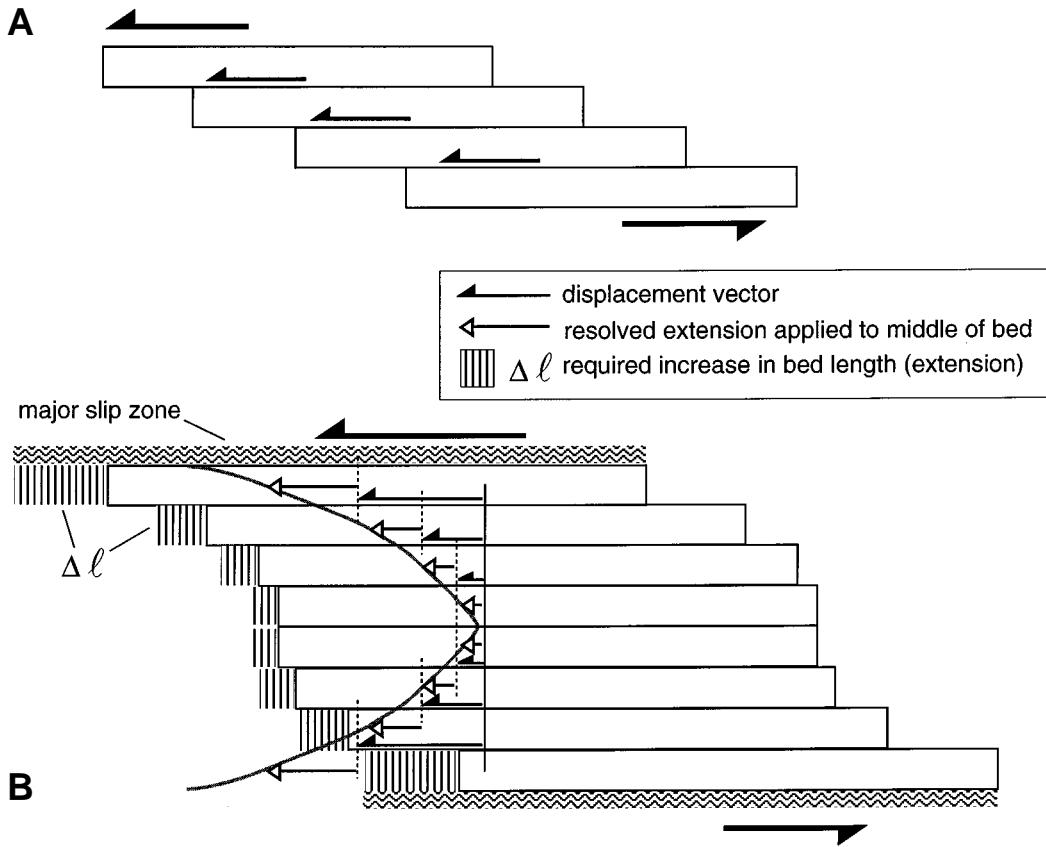 A
displacement vector
resolved extension applied to middle of bed
Δ ℓ required increase in bed length (extension)
major slip zone
Δ ℓ
B